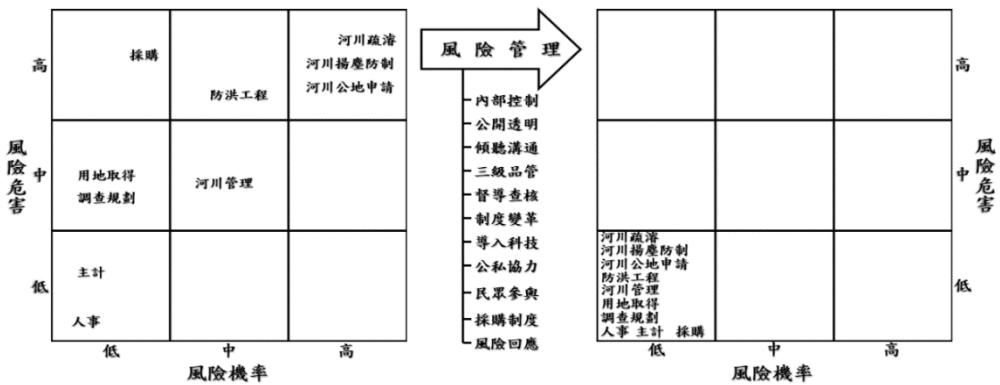 高
採購
防洪工程
河川疏濬
河川揚塵防制
河川公地申請
風險危害
中
用地取得
調查規劃
河川管理
低
主計
人事
低
中
高
風險機率
風險管理
內部控制
公開透明
傾聽溝通
三級品管
督導查核
制度變革
導入科技
公私協力
民眾參與
採購制度
風險回應
高
中
風險危害
河川疏濬
河川揚塵防制
河川公地申請
防洪工程
河川管理
用地取得
調查規劃
人事 主計 採購
低
低
中
高
風險機率